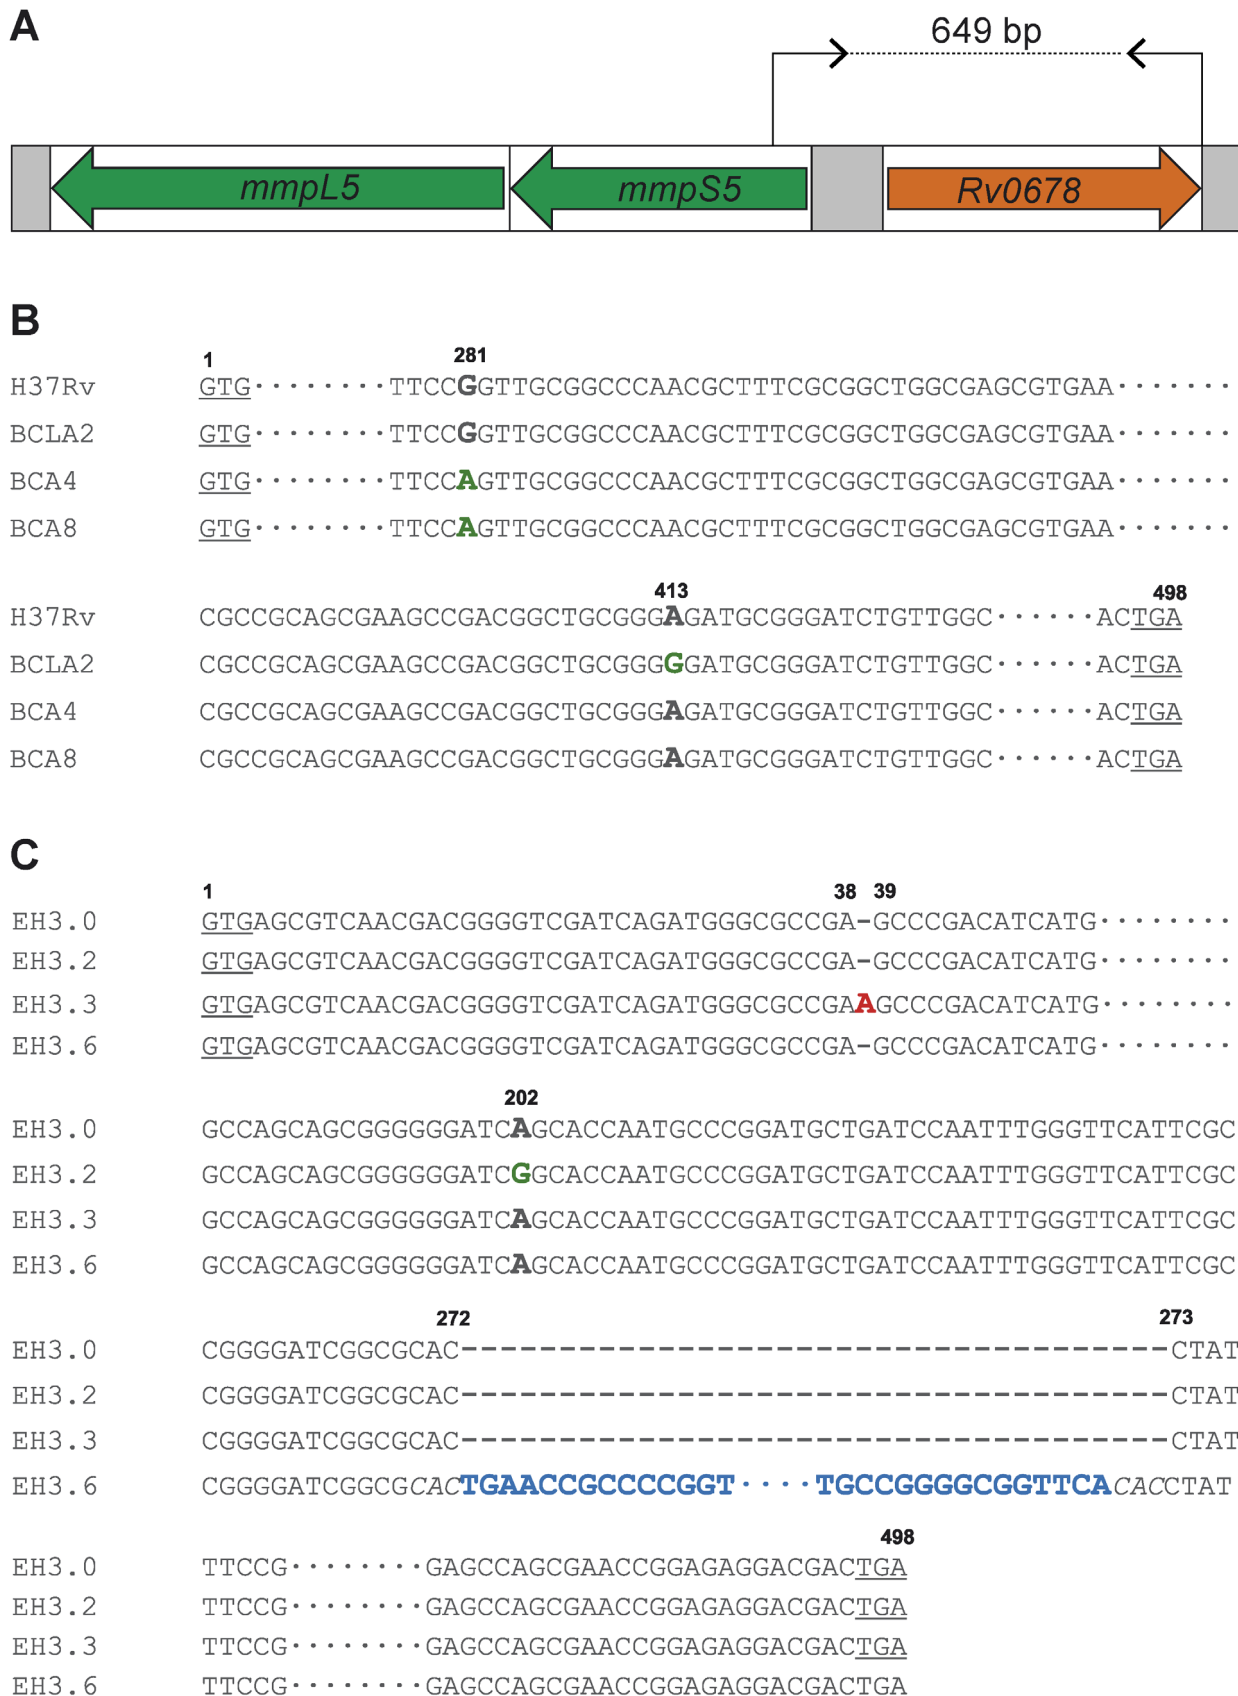 A
649 bp
mmpL5 mmpS5 Rv0678
B
1 281
H37Rv GTG········TTCCGGTTGCGGCCCAACGCTTTCGCGGCTGGCGAGCGTGAA·······
BCLA2 GTG········TTCCGGTTGCGGCCCAACGCTTTCGCGGCTGGCGAGCGTGAA·······
BCA4 GTG········TTCCAGTTGCGGCCCAACGCTTTCGCGGCTGGCGAGCGTGAA·······
BCA8 GTG········TTCCAGTTGCGGCCCAACGCTTTCGCGGCTGGCGAGCGTGAA·······
413 498
H37Rv CGCCGCAGCGAAGCCGACGGCTGCGGGAGATGCGGGATCTGTTGGC······ACTGA
BCLA2 CGCCGCAGCGAAGCCGACGGCTGCGGGGGATGCGGGATCTGTTGGC······ACTGA
BCA4 CGCCGCAGCGAAGCCGACGGCTGCGGGAGATGCGGGATCTGTTGGC······ACTGA
BCA8 CGCCGCAGCGAAGCCGACGGCTGCGGGAGATGCGGGATCTGTTGGC······ACTGA
C
1 38 39
EH3.0 GTGAGCGTCAACGACGGGGTCGATCAGATGGGCGCCGA-GCCCGACATCATG········
EH3.2 GTGAGCGTCAACGACGGGGTCGATCAGATGGGCGCCGA-GCCCGACATCATG········
EH3.3 GTGAGCGTCAACGACGGGGTCGATCAGATGGGCGCCGAAGCCCGACATCATG········
EH3.6 GTGAGCGTCAACGACGGGGTCGATCAGATGGGCGCCGA-GCCCGACATCATG········
202
EH3.0 GCCAGCAGCGGGGGGATCAGCACCAATGCCCGGATGCTGATCCAATTTGGGTTCATTCGC
EH3.2 GCCAGCAGCGGGGGGATCGGCACCAATGCCCGGATGCTGATCCAATTTGGGTTCATTCGC
EH3.3 GCCAGCAGCGGGGGGATCAGCACCAATGCCCGGATGCTGATCCAATTTGGGTTCATTCGC
EH3.6 GCCAGCAGCGGGGGGATCAGCACCAATGCCCGGATGCTGATCCAATTTGGGTTCATTCGC
272 273
EH3.0 CGGGGATCGGCGCAC------------------------------CTAT
EH3.2 CGGGGATCGGCGCAC------------------------------CTAT
EH3.3 CGGGGATCGGCGCAC------------------------------CTAT
EH3.6 CGGGGATCGGCGCACTGAACCGCCCCGGT····TGCCGGGGCGGTTCACACCTAT
498
EH3.0 TTCCG········GAGCCAGCGAACCGGAGAGGACGACTGA
EH3.2 TTCCG········GAGCCAGCGAACCGGAGAGGACGACTGA
EH3.3 TTCCG········GAGCCAGCGAACCGGAGAGGACGACTGA
EH3.6 TTCCG········GAGCCAGCGAACCGGAGAGGACGACTGA